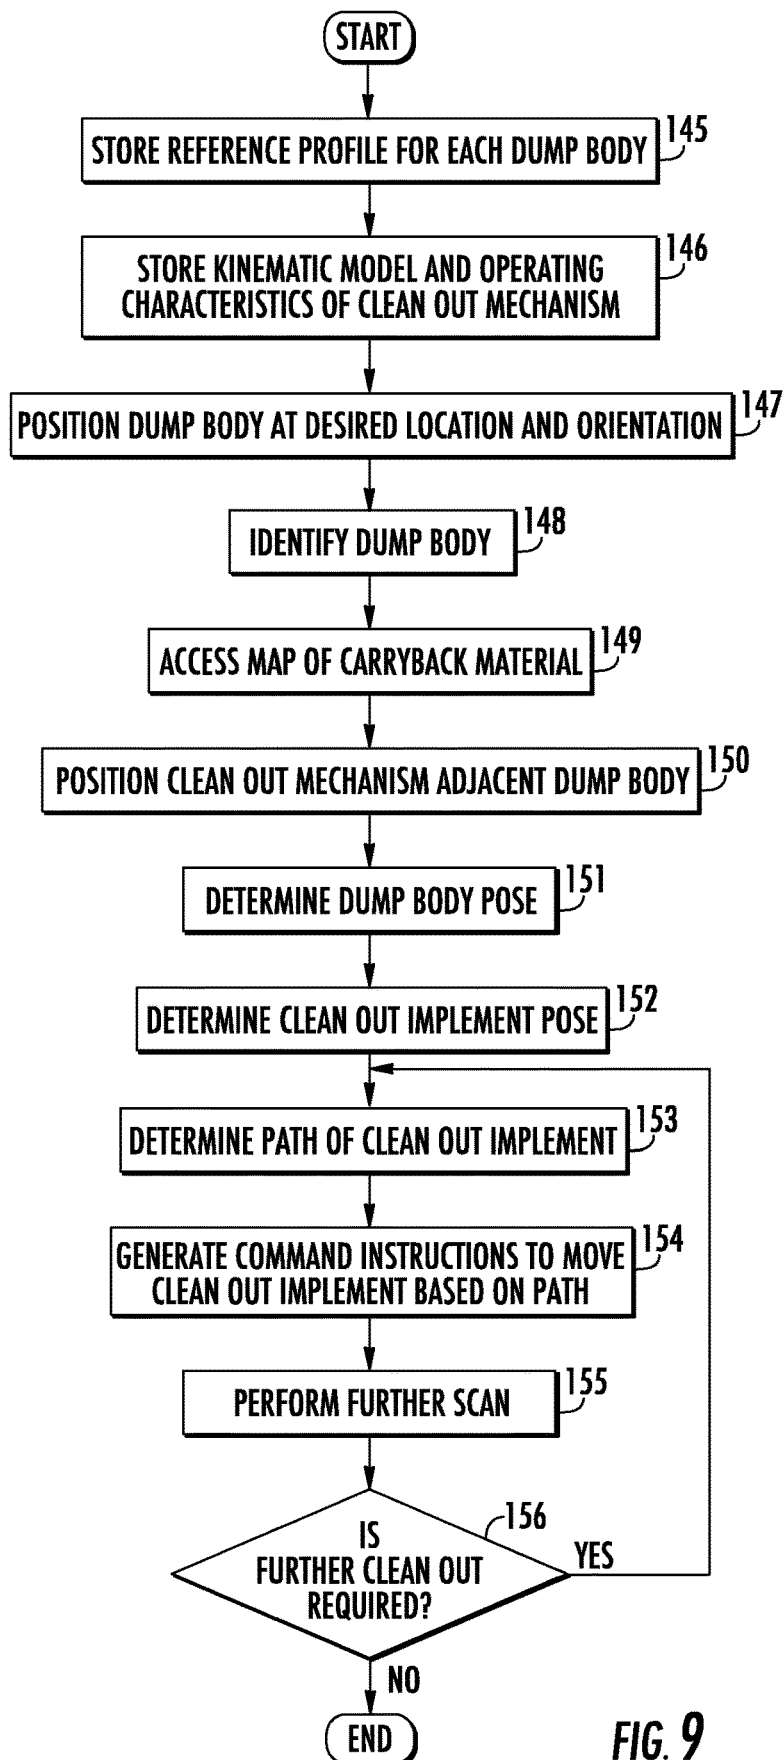 START
STORE REFERENCE PROFILE FOR EACH DUMP BODY
145
STORE KINEMATIC MODEL AND OPERATING
CHARACTERISTICS OF CLEAN OUT MECHANISM
146
POSITION DUMP BODY AT DESIRED LOCATION AND ORIENTATION
147
IDENTIFY DUMP BODY
148
ACCESS MAP OF CARRYBACK MATERIAL
149
POSITION CLEAN OUT MECHANISM ADJACENT DUMP BODY
150
DETERMINE DUMP BODY POSE
151
DETERMINE CLEAN OUT IMPLEMENT POSE
152
DETERMINE PATH OF CLEAN OUT IMPLEMENT
153
GENERATE COMMAND INSTRUCTIONS TO MOVE
CLEAN OUT IMPLEMENT BASED ON PATH
154
PERFORM FURTHER SCAN
155
IS
FURTHER CLEAN OUT
REQUIRED?
156
YES
NO
END
FIG. 9